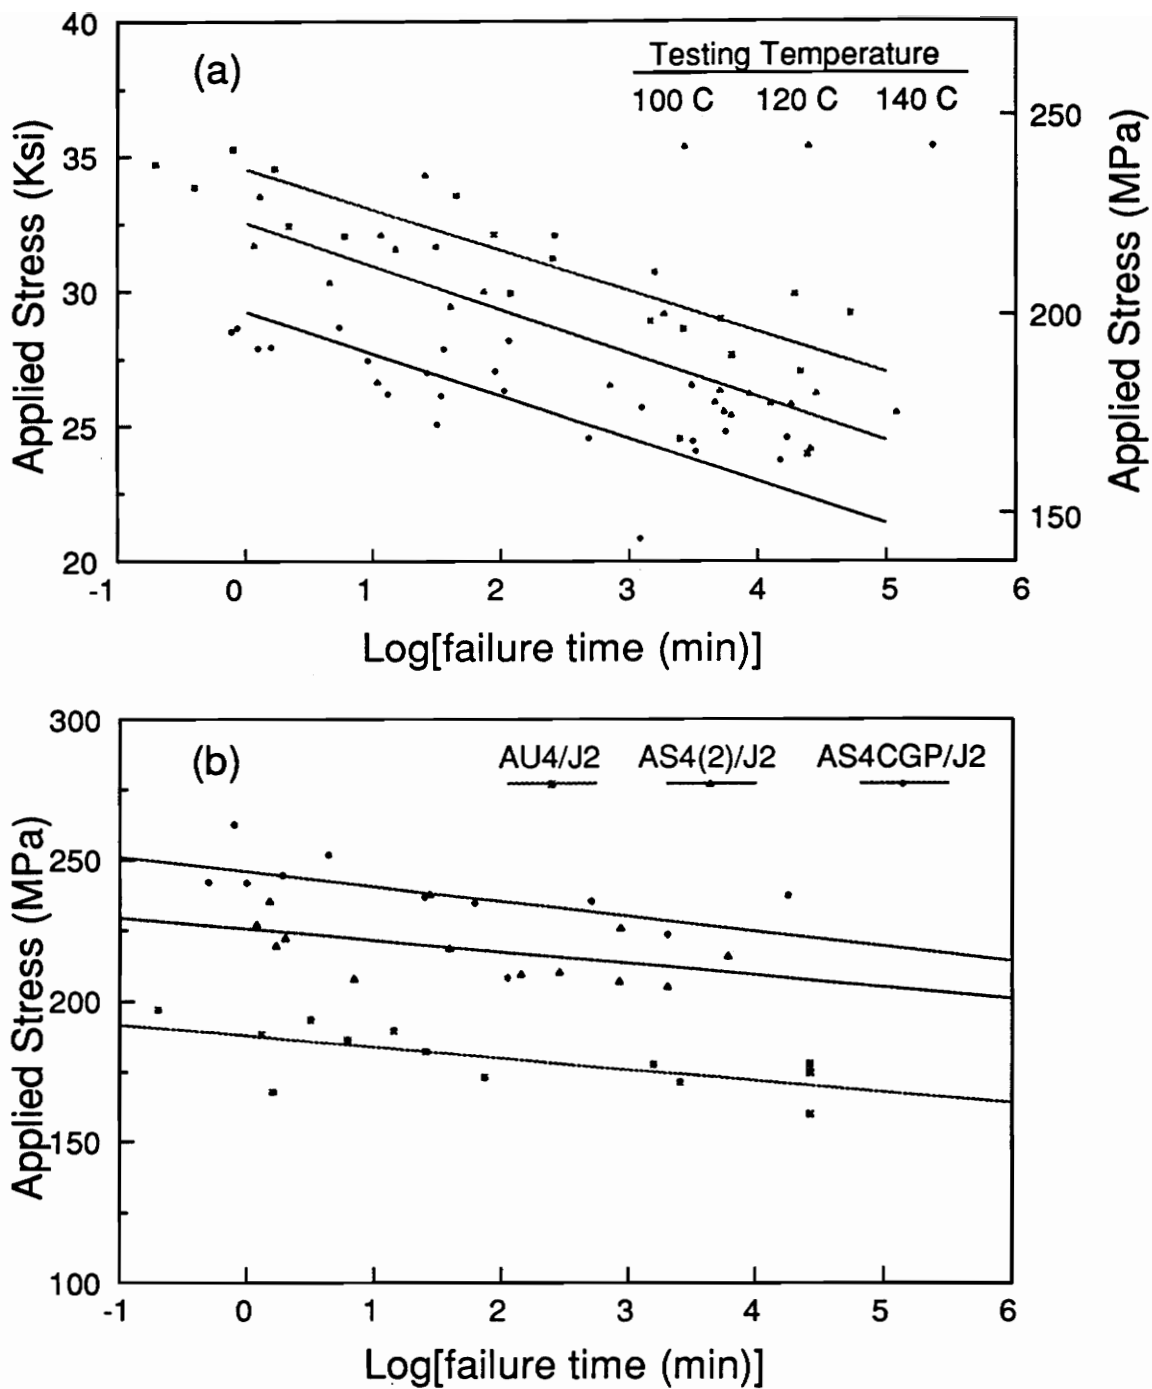 40
(a)
Testing Temperature
100 C 120 C 140 C
250
35
30
200
25
150
20
-1 0 1 2 3 4 5 6
Applied Stress (Ksi)
Applied Stress (MPa)
Log[failure time (min)]
300
(b)
AU4/J2 AS4(2)/J2 AS4CGP/J2
250
200
150
100
-1 0 1 2 3 4 5 6
Applied Stress (MPa)
Log[failure time (min)]